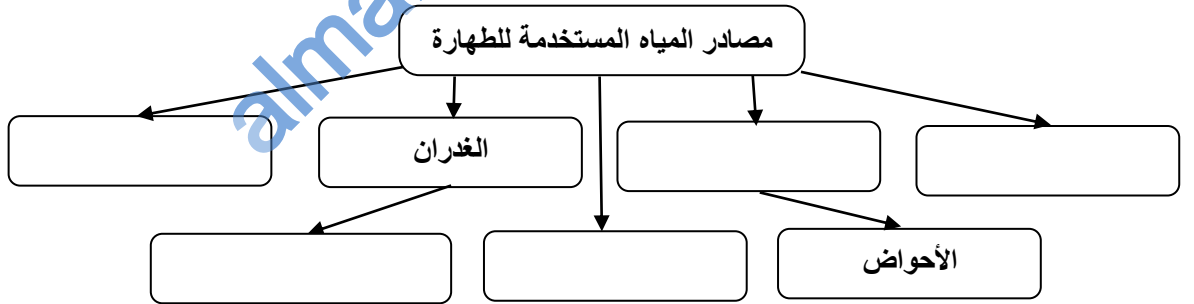 مصادر المياه المستخدمة للطهارة
الغدران
الأحواض
alma